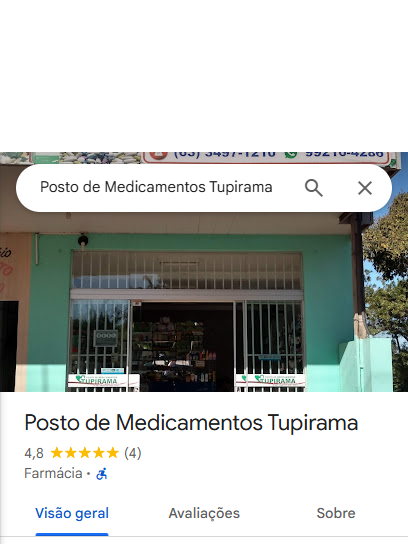 (63) 3497-1210 99216-4286
Posto de Medicamentos Tupirama
TUPIRAMA
TUPIRAMA
Posto de Medicamentos Tupirama
4,8 (4)
Farmácia ·
Visão geral Avaliações Sobre